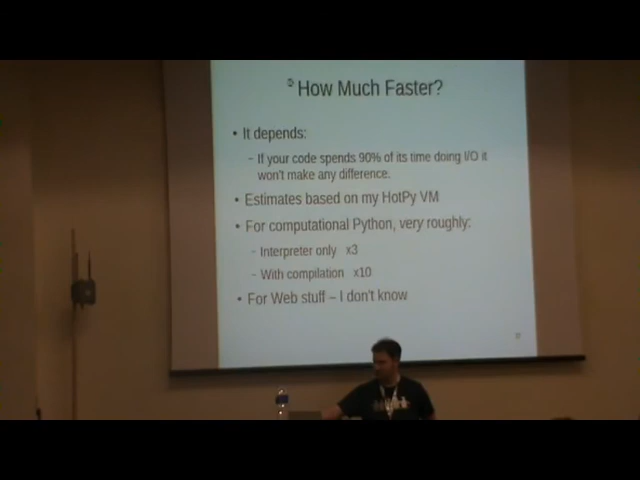 How Much Faster?
• It depends:
– If your code spends 90% of its time doing I/O it
won't make any difference.
• Estimates based on my HotPy VM
• For computational Python, very roughly:
– Interpreter only x3
– With compilation x10
• For Web stuff – I don't know